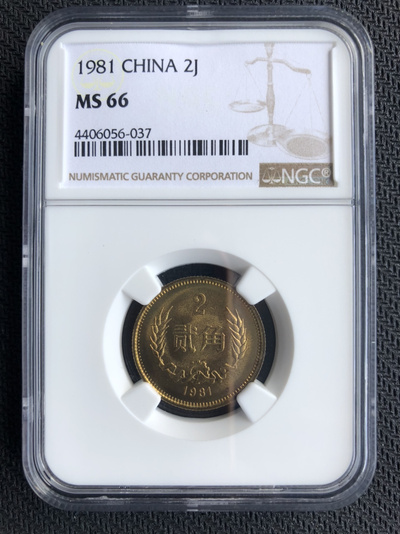 1981 CHINA 2J
MS 66
4406056-037
NUMISMATIC GUARANTY CORPORATION
NGC®
2
贰角
1981